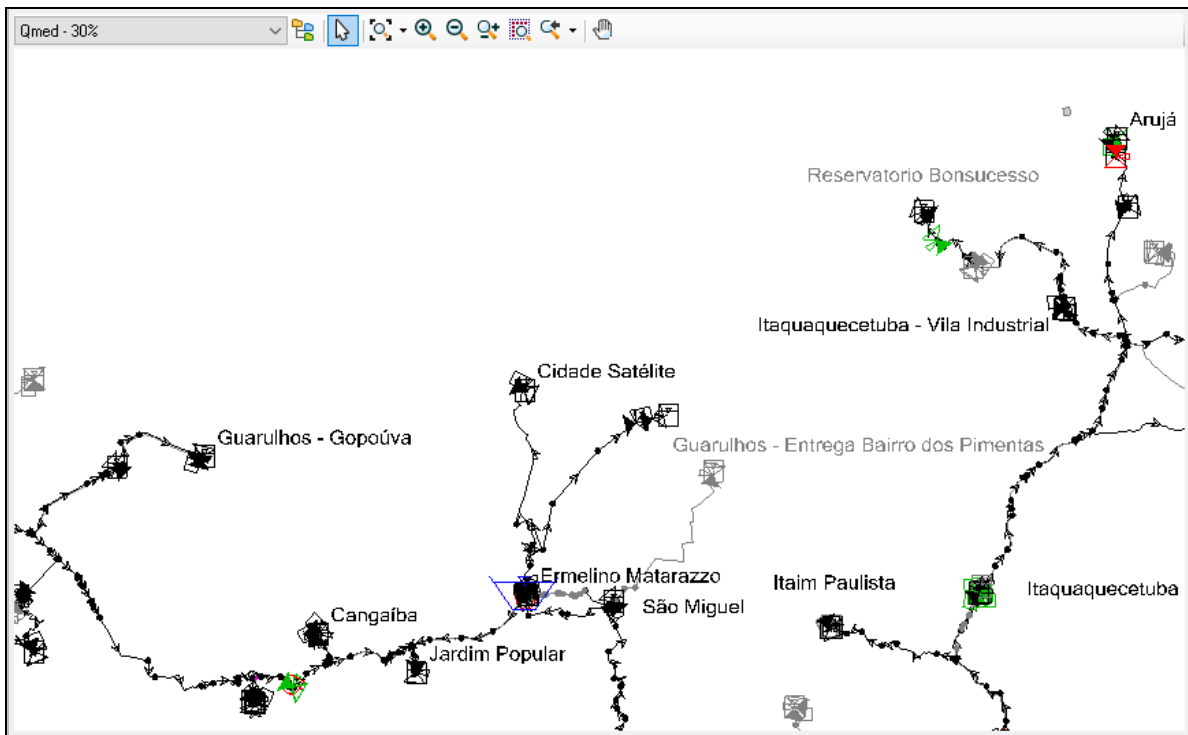 Qmed - 30%
Arujá
Reservatorio Bonsucesso
Itaquaquecetuba - Vila Industrial
Cidade Satélite
Guarulhos - Gopoúva
Guarulhos - Entrega Bairro dos Pimentas
Ermelino Matarazzo
Itaim Paulista
Itaquaquecetuba
São Miguel
Cangaíba
Jardim Popular